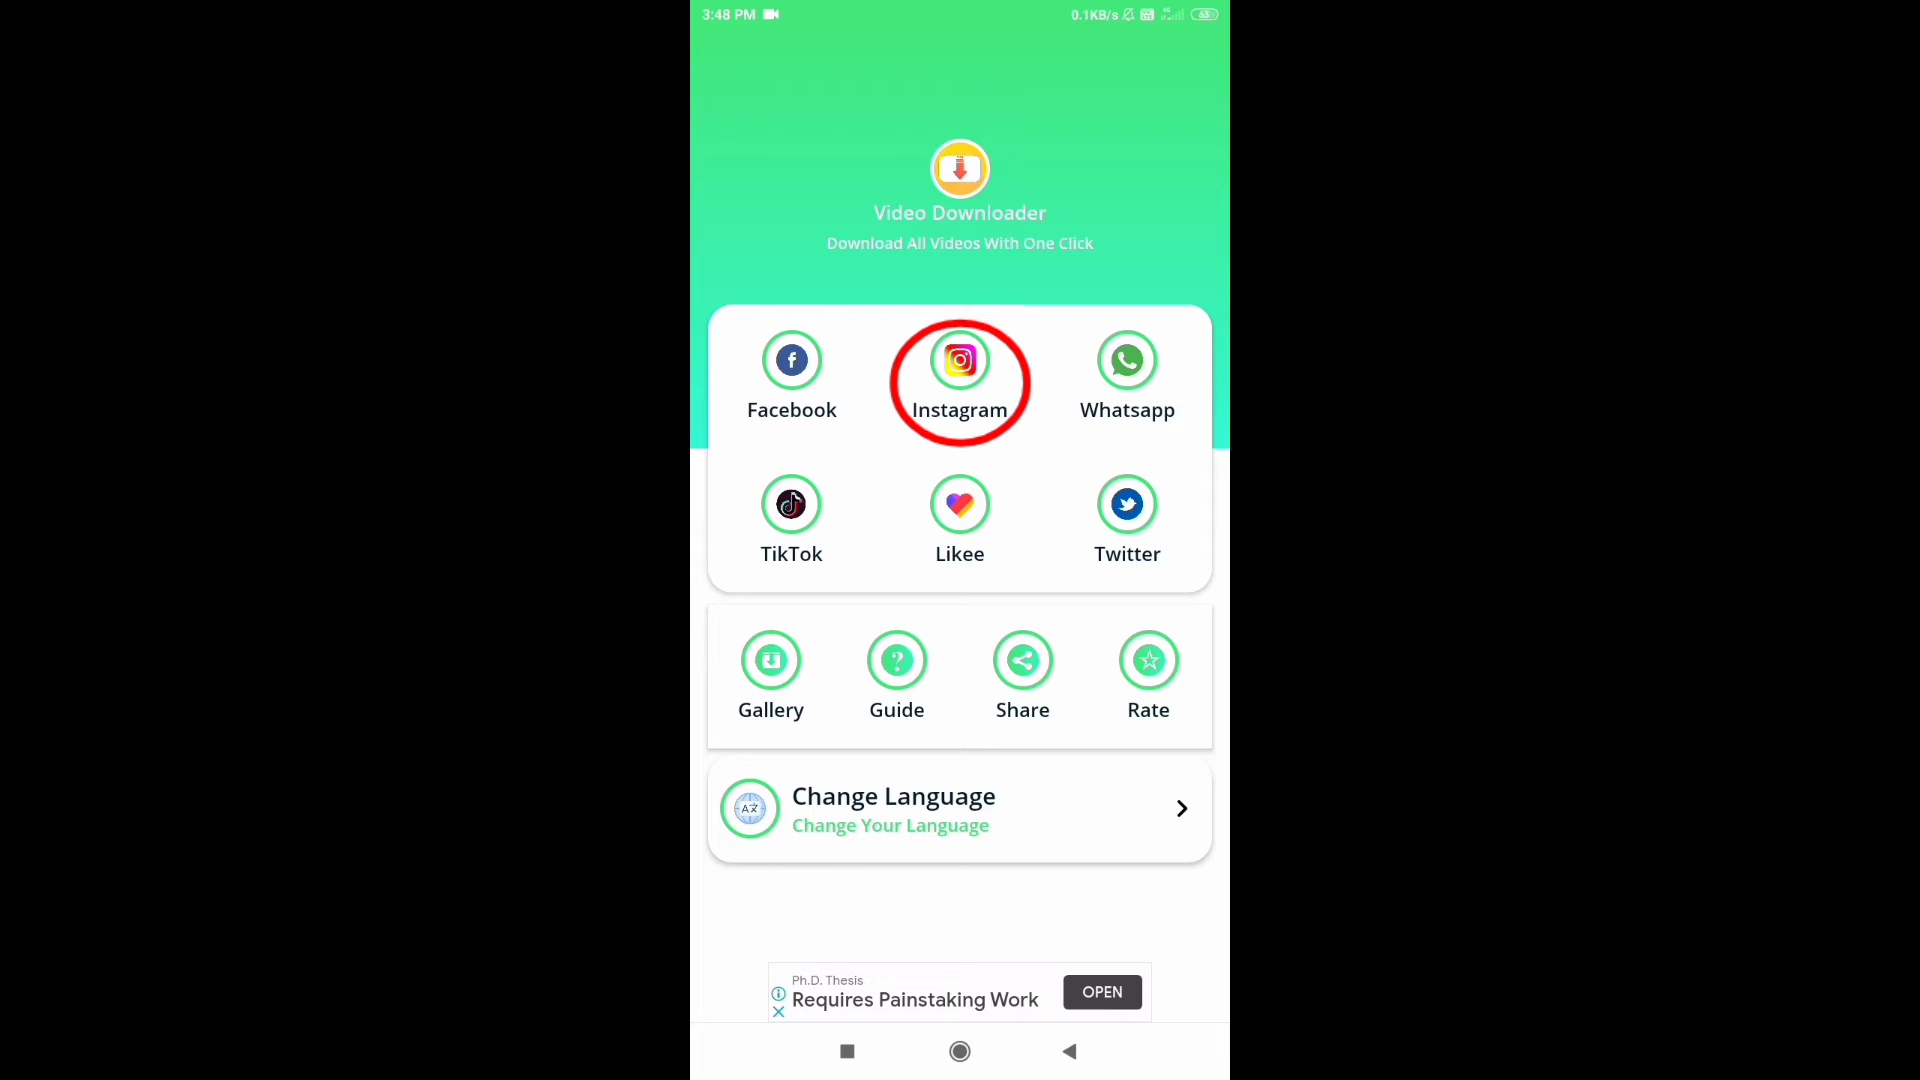 3:48 PM
0.1KB/s
63
Video Downloader
Download All Videos With One Click
Facebook
Instagram
Whatsapp
TikTok
Likee
Twitter
Gallery
Guide
Share
Rate
Change Language
Change Your Language
Ph.D. Thesis
Requires Painstaking Work
OPEN